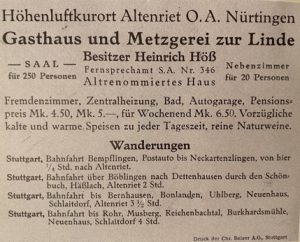 Höhenluftkurort Altenriet O.A. Nürtingen
Gasthaus und Metzgerei zur Linde
Besitzer Heinrich Höß
— SAAL —
für 250 Personen
Fernsprechamt S.A. Nr. 346
Altrenommiertes Haus
Nebenzimmer
für 20 Personen
Fremdenzimmer, Zentralheizung, Bad, Autogarage, Pensions-
preis Mk. 4.50, Mk. 5.—, für Wochenend Mk. 6.50. Vorzügliche
kalte und warme Speisen zu jeder Tageszeit, reine Naturweine.
Wanderungen
Stuttgart, Bahnfahrt Bempflingen, Postauto bis Neckartenzlingen, von hier
¼ Std. nach Altenriet.
Stuttgart, Bahnfahrt über Böblingen nach Dettenhausen durch den Schön-
buch, Häßlach, Altenriet 2 Std.
Stuttgart, Bahnfahrt bis Bernhausen, Bonlanden, Uhlberg, Neuenhaus,
Schlaitdorf, Altenriet 3 ½ Std.
Stuttgart, Bahnfahrt bis Rohr, Musberg, Reichenbachtal, Burkhardsmühle,
Neuenhaus, Schlaitdorf 4 Std.
Druck der Chr. Belser A.G., Stuttgart